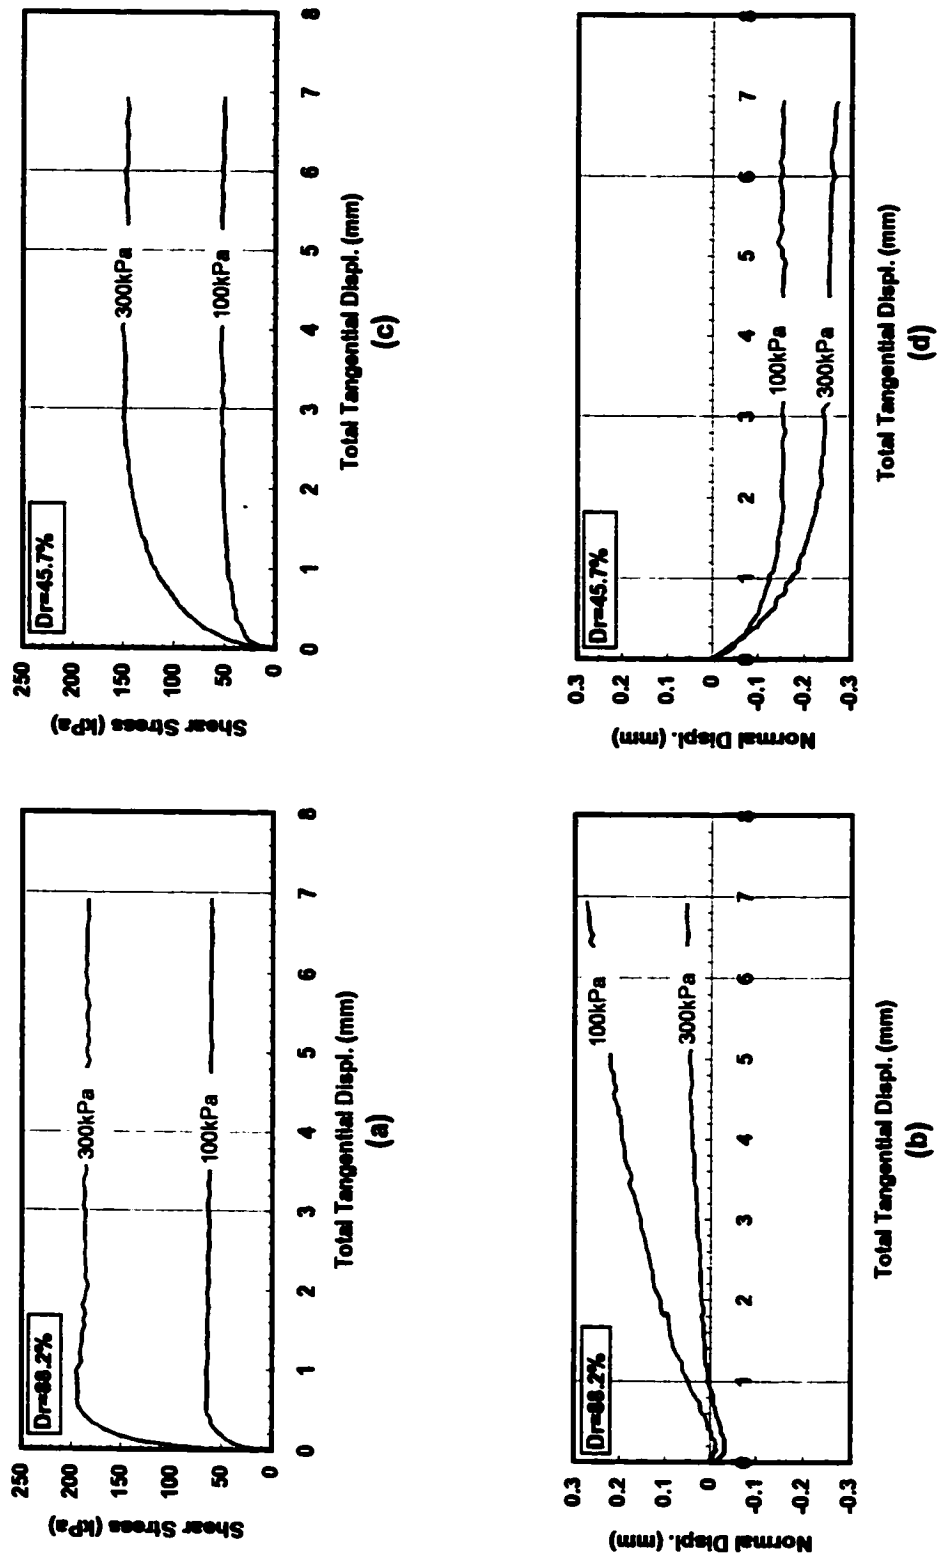 Dr=88.2%
250
200
150
100
50
0
Shear Stress (kPa)
300kPa
100kPa
0 1 2 3 4 5 6 7 8
Total Tangential Displ. (mm)
(a)
Dr=45.7%
250
200
150
100
50
0
Shear Stress (kPa)
300kPa
100kPa
0 1 2 3 4 5 6 7 8
Total Tangential Displ. (mm)
(c)
Dr=88.2%
0.3
0.2
0.1
0
-0.1
-0.2
-0.3
Normal Displ. (mm)
100kPa
300kPa
0 1 2 3 4 5 6 7 8
Total Tangential Displ. (mm)
(b)
Dr=45.7%
0.3
0.2
0.1
0
-0.1
-0.2
-0.3
Normal Displ. (mm)
100kPa
300kPa
0 1 2 3 4 5 6 7 8
Total Tangential Displ. (mm)
(d)